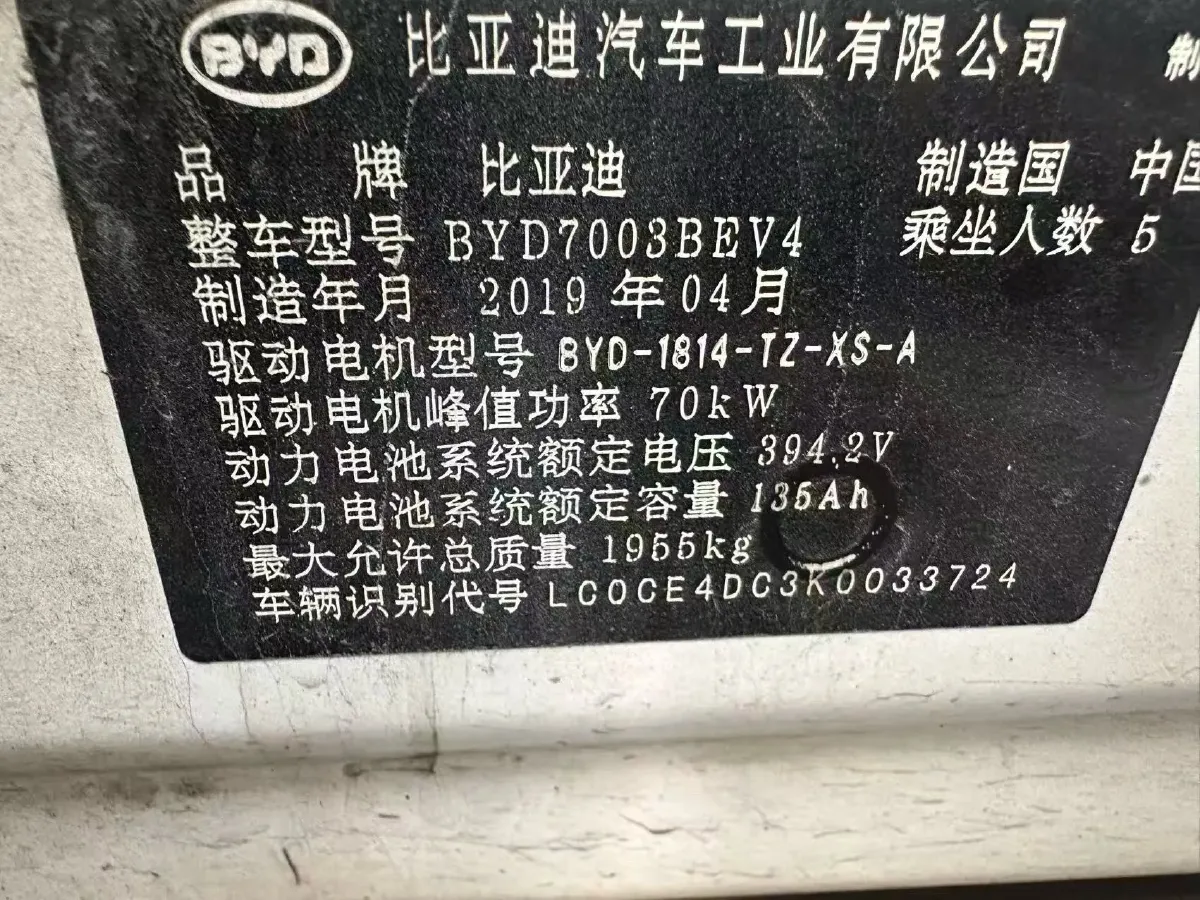 BYD 比亚迪汽车工业有限公司 制
品 牌 比亚迪 制造国 中国
整车型号 BYD7003BEV4 乘坐人数 5
制造年月 2019 年 04 月
驱动电机型号 BYD-1814-TZ-XS-A
驱动电机峰值功率 70kW
动力电池系统额定电压 394.2V
动力电池系统额定容量 135Ah
最大允许总质量 1955kg
车辆识别代号 LC0CE4DC3K0033724